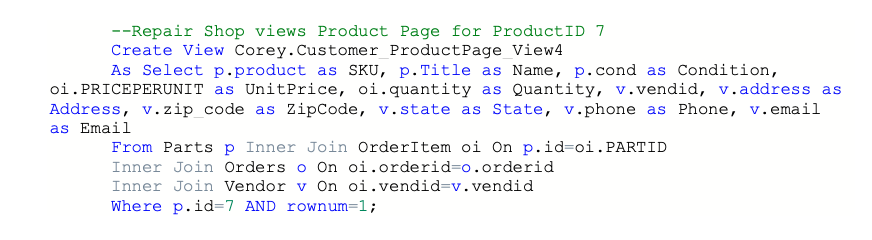 --Repair Shop views Product Page for ProductID 7
Create View Corey.Customer_ProductPage_View4
As Select p.product as SKU, p.Title as Name, p.cond as Condition,
oi.PRICEPERUNIT as UnitPrice, oi.quantity as Quantity, v.vendid, v.address as
Address, v.zip_code as ZipCode, v.state as State, v.phone as Phone, v.email
as Email
From Parts p Inner Join OrderItem oi On p.id=oi.PARTID
Inner Join Orders o On oi.orderid=o.orderid
Inner Join Vendor v On oi.vendid=v.vendid
Where p.id=7 AND rownum=1;